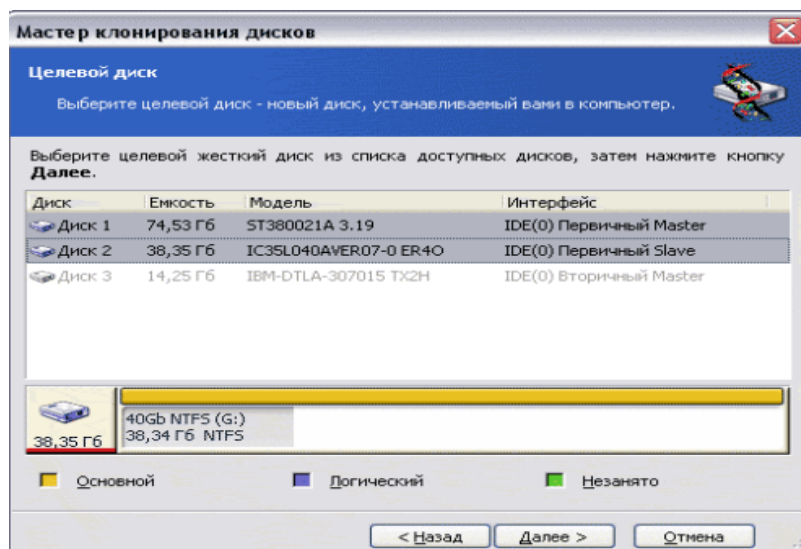 Мастер клонирования дисков
Целевой диск
Выберите целевой диск - новый диск, устанавливаемый вами в компьютер.
Выберите целевой жесткий диск из списка доступных дисков, затем нажмите кнопку
Далее.
Диск Емкость Модель Интерфейс
Диск 1 74,53 Гб ST380021A 3.19 IDE(0) Первичный Master
Диск 2 38,35 Гб IC35L040AVER07-0 ER4O IDE(0) Первичный Slave
Диск 3 14,25 Гб IBM-DTLA-307015 TX2H IDE(0) Вторичный Master
40Gb NTFS (G:)
38,35 Гб 38,34 Гб NTFS
Основной Логический Незанято
< Назад Далее > Отмена